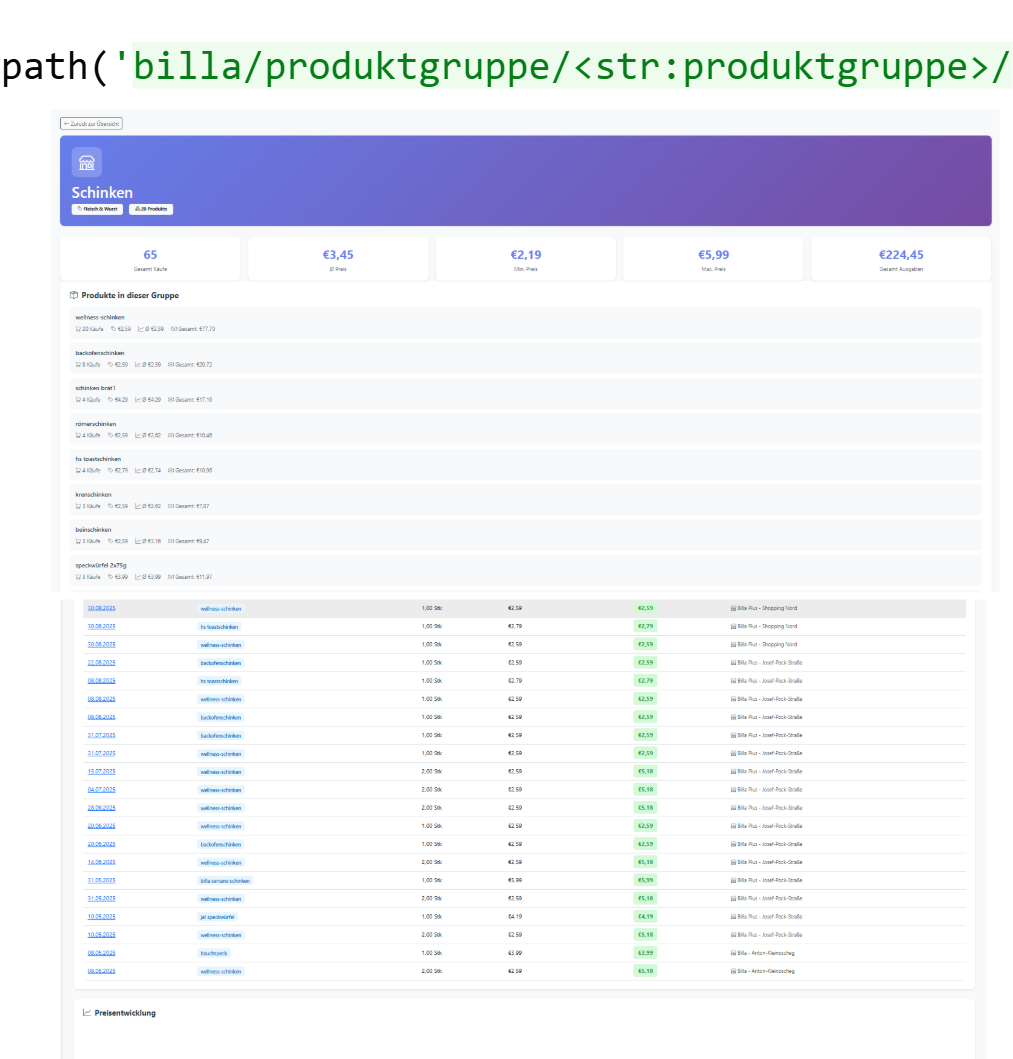 path('billa/produktgruppe/<str:produktgruppe>/
← Zurück zur Übersicht
Schinken
Fleisch & Wurst 20 Produkte
65 €3,45 €2,19 €5,99 €224,45
Gesamt Käufe Ø Preis Min. Preis Max. Preis Gesamt Ausgaben
Produkte in dieser Gruppe
wellness-schinken
20 Käufe €2,59 Ø €2,59 Gesamt: €77,70
backofenschinken
8 Käufe €2,59 Ø €2,59 Gesamt: €20,72
schinken brat1
4 Käufe €4,29 Ø €4,29 Gesamt: €17,16
römerschinken
4 Käufe €2,59 Ø €2,62 Gesamt: €10,46
hs toastschinken
4 Käufe €2,79 Ø €2,74 Gesamt: €10,96
krenschinken
3 Käufe €2,59 Ø €2,62 Gesamt: €7,87
beinschinken
3 Käufe €2,59 Ø €3,16 Gesamt: €9,47
speckwürfel 2x75g
3 Käufe €3,99 Ø €3,99 Gesamt: €11,97
30.08.2025 wellness-schinken 1,00 Stk €2,59 €2,59 Billa Plus - Shopping Nord
30.08.2025 hs toastschinken 1,00 Stk €2,79 €2,79 Billa Plus - Shopping Nord
30.08.2025 wellness-schinken 1,00 Stk €2,59 €2,59 Billa Plus - Shopping Nord
22.08.2025 backofenschinken 1,00 Stk €2,59 €2,59 Billa Plus - Josef-Pock-Straße
08.08.2025 hs toastschinken 1,00 Stk €2,79 €2,79 Billa Plus - Josef-Pock-Straße
08.08.2025 wellness-schinken 1,00 Stk €2,59 €2,59 Billa Plus - Josef-Pock-Straße
08.08.2025 backofenschinken 1,00 Stk €2,59 €2,59 Billa Plus - Josef-Pock-Straße
31.07.2025 backofenschinken 1,00 Stk €2,59 €2,59 Billa Plus - Josef-Pock-Straße
31.07.2025 wellness-schinken 1,00 Stk €2,59 €2,59 Billa Plus - Josef-Pock-Straße
15.07.2025 wellness-schinken 2,00 Stk €2,59 €5,18 Billa Plus - Josef-Pock-Straße
04.07.2025 wellness-schinken 2,00 Stk €2,59 €5,18 Billa Plus - Josef-Pock-Straße
28.06.2025 wellness-schinken 2,00 Stk €2,59 €5,18 Billa Plus - Josef-Pock-Straße
20.06.2025 wellness-schinken 1,00 Stk €2,59 €2,59 Billa Plus - Josef-Pock-Straße
20.06.2025 backofenschinken 1,00 Stk €2,59 €2,59 Billa Plus - Josef-Pock-Straße
14.06.2025 wellness-schinken 2,00 Stk €2,59 €5,18 Billa Plus - Josef-Pock-Straße
31.05.2025 billa serrano schinken 1,00 Stk €5,99 €5,99 Billa Plus - Josef-Pock-Straße
31.05.2025 wellness-schinken 2,00 Stk €2,59 €5,18 Billa Plus - Josef-Pock-Straße
10.05.2025 ja! speckwürfel 1,00 Stk €4,19 €4,19 Billa Plus - Josef-Pock-Straße
10.05.2025 wellness-schinken 2,00 Stk €2,59 €5,18 Billa Plus - Josef-Pock-Straße
08.05.2025 bauchspeck 1,00 Stk €3,99 €3,99 Billa - Anton-Kleinoscheg
08.05.2025 wellness-schinken 2,00 Stk €2,59 €5,18 Billa - Anton-Kleinoscheg
Preisentwicklung